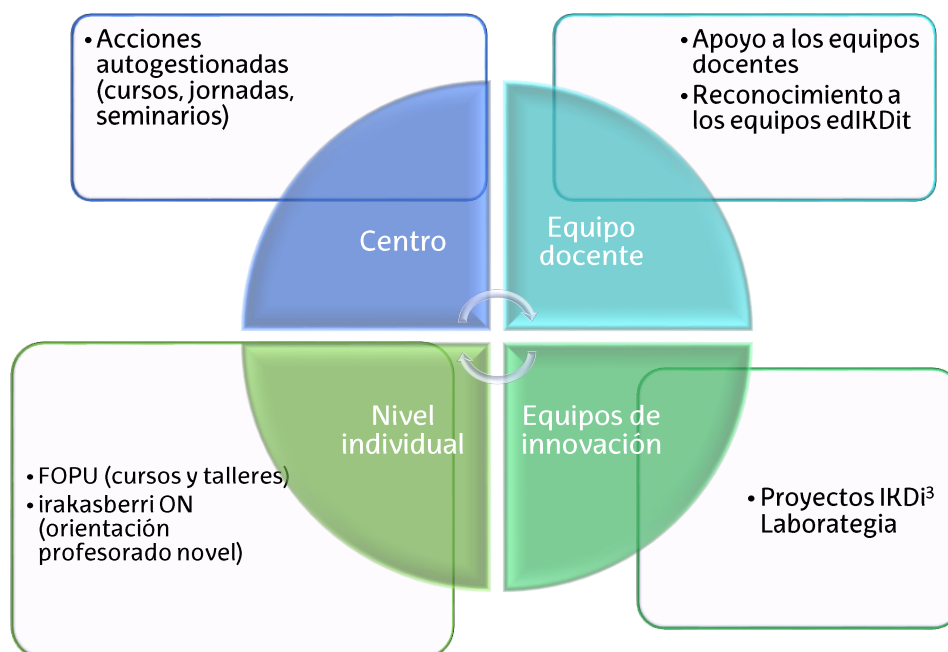 • Acciones
autogestionadas
(cursos, jornadas,
seminarios)
• Apoyo a los equipos
docentes
• Reconocimiento a
los equipos edIKDit
Centro
Equipo
docente
Nivel
individual
Equipos de
innovación
• FOPU (cursos y talleres)
• irakasberri ON
(orientación
profesorado novel)
• Proyectos IKDi³
Laborategia